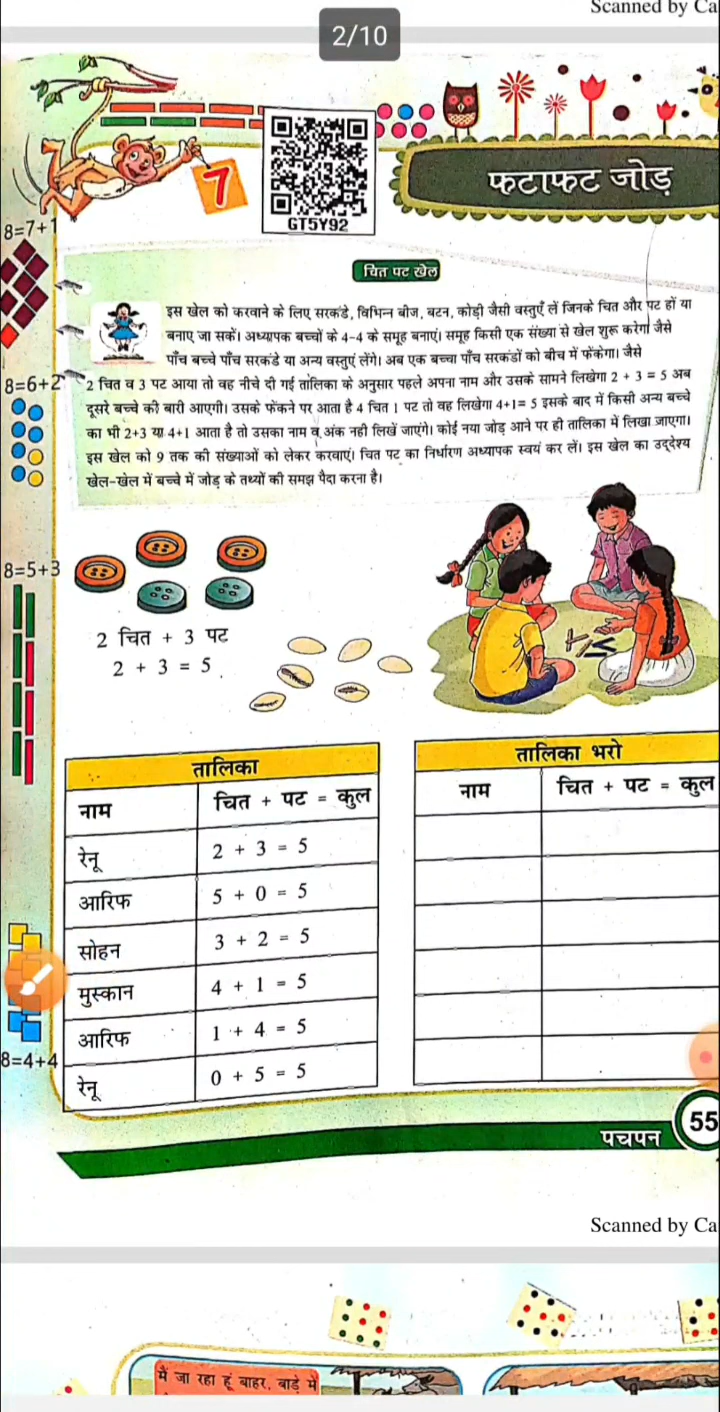 Scanned by Ca
2/10
7
GT5Y92
फटाफट जोड़
8=7+1
चित पट खेल
इस खेल को करवाने के लिए सरकंडे, विभिन्न बीज, बटन, कोड़ी जैसी वस्तुएँ लें जिनके चित और पट हों या
बनाए जा सकें। अध्यापक बच्चों के 4-4 के समूह बनाएं। समूह किसी एक संख्या से खेल शुरू करेगा जैसे
पाँच बच्चे पाँच सरकंडे या अन्य वस्तुएं लेंगे। अब एक बच्चा पाँच सरकंडों को बीच में फेंकेगा। जैसे
8=6+2
2 चित व 3 पट आया तो वह नीचे दी गई तालिका के अनुसार पहले अपना नाम और उसके सामने लिखेगा 2 + 3 = 5 अब
दूसरे बच्चे की बारी आएगी। उसके फेंकने पर आता है 4 चित 1 पट तो वह लिखेगा 4+1= 5 इसके बाद में किसी अन्य बच्चे
का भी 2+3 या 4+1 आता है तो उसका नाम व अंक नही लिखें जाएंगे। कोई नया जोड़ आने पर ही तालिका में लिखा जाएगा।
इस खेल को 9 तक की संख्याओं को लेकर करवाएं। चित पट का निर्धारण अध्यापक स्वयं कर लें। इस खेल का उद्देश्य
खेल-खेल में बच्चे में जोड़ के तथ्यों की समझ पैदा करना है।
8=5+3
2 चित + 3 पट
2 + 3 = 5
तालिका
नाम चित + पट = कुल
रेनू 2 + 3 = 5
आरिफ 5 + 0 = 5
सोहन 3 + 2 = 5
मुस्कान 4 + 1 = 5
आरिफ 1 + 4 = 5
रेनू 0 + 5 = 5
तालिका भरो
नाम चित + पट = कुल
8=4+4
पचपन 55
Scanned by Ca
मैं जा रहा हूं बाहर, बाड़े में